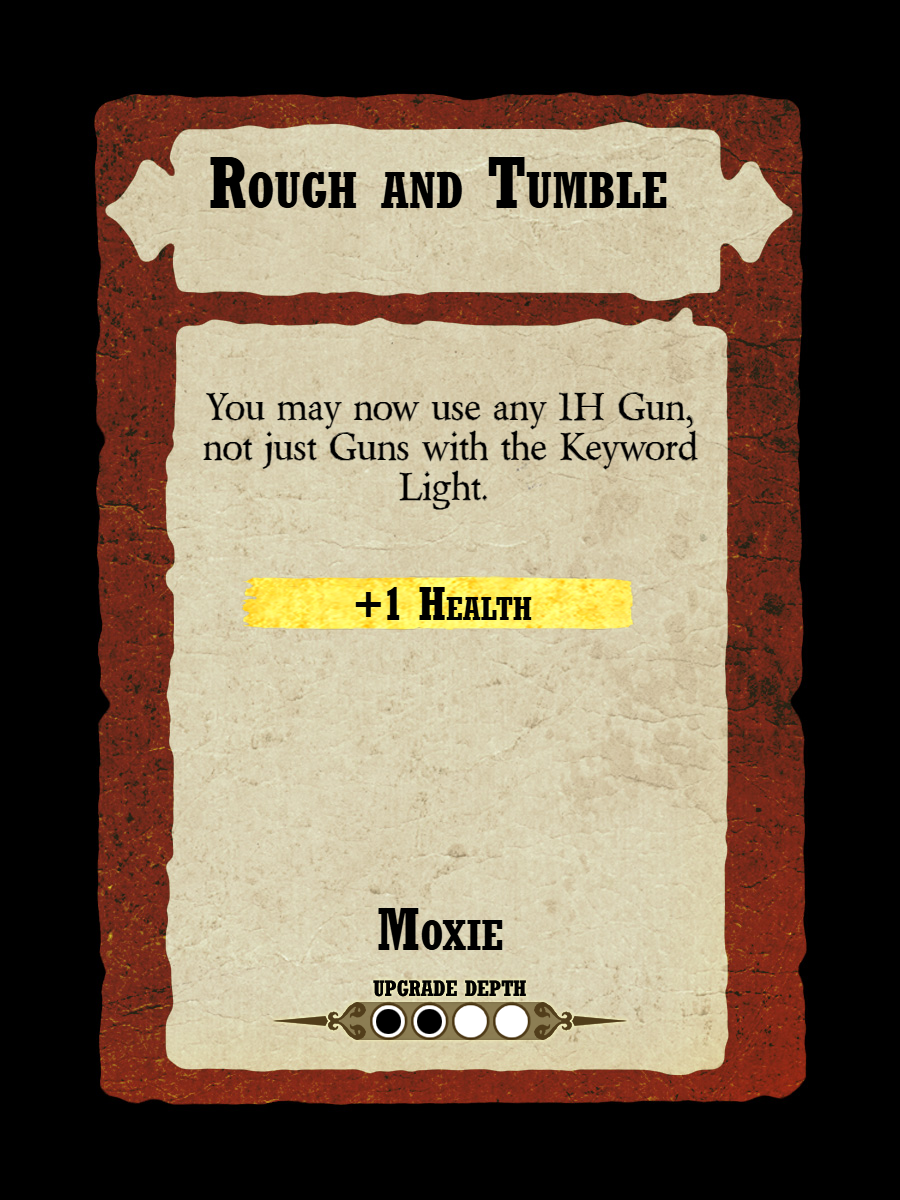 Rough and Tumble
You may now use any 1H Gun,
not just Guns with the Keyword
Light.
+1 Health
Moxie
UPGRADE DEPTH